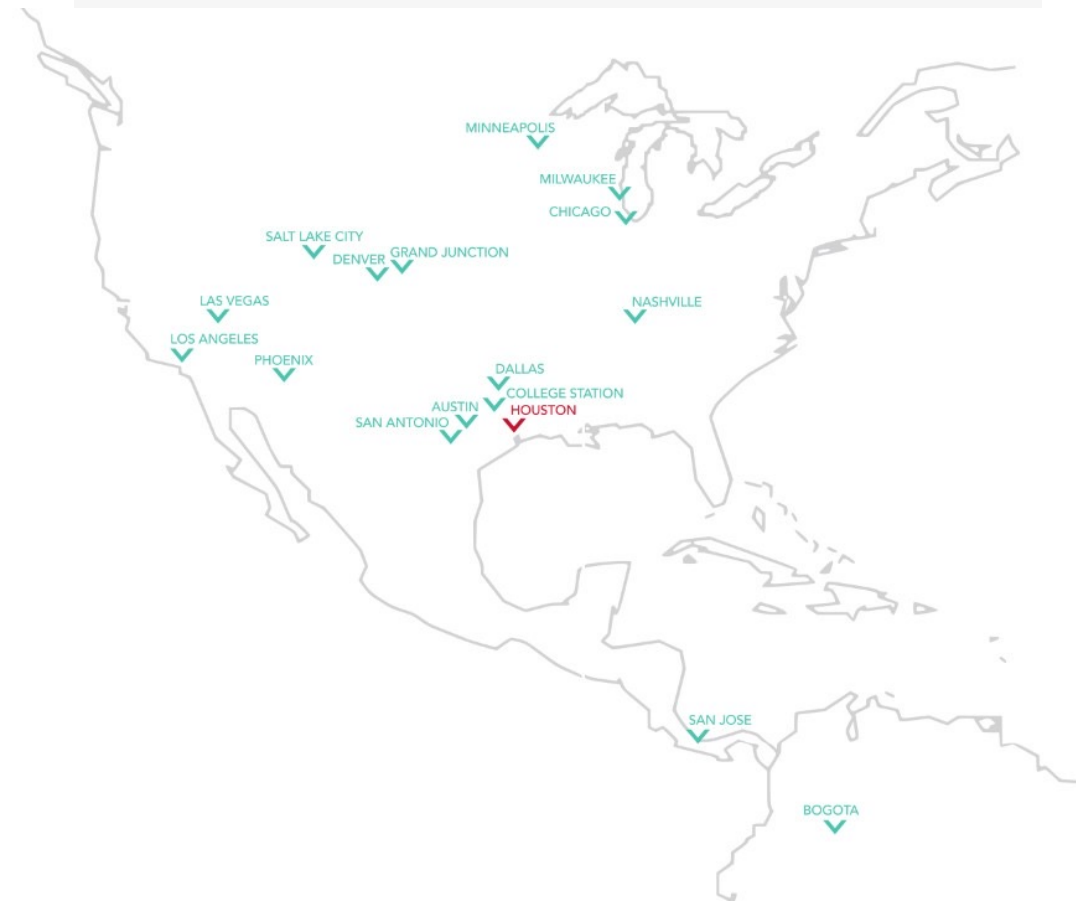 MINNEAPOLIS
MILWAUKEE
CHICAGO
SALT LAKE CITY
GRAND JUNCTION
DENVER
LAS VEGAS
NASHVILLE
LOS ANGELES
PHOENIX
DALLAS
COLLEGE STATION
AUSTIN
HOUSTON
SAN ANTONIO
SAN JOSE
BOGOTA